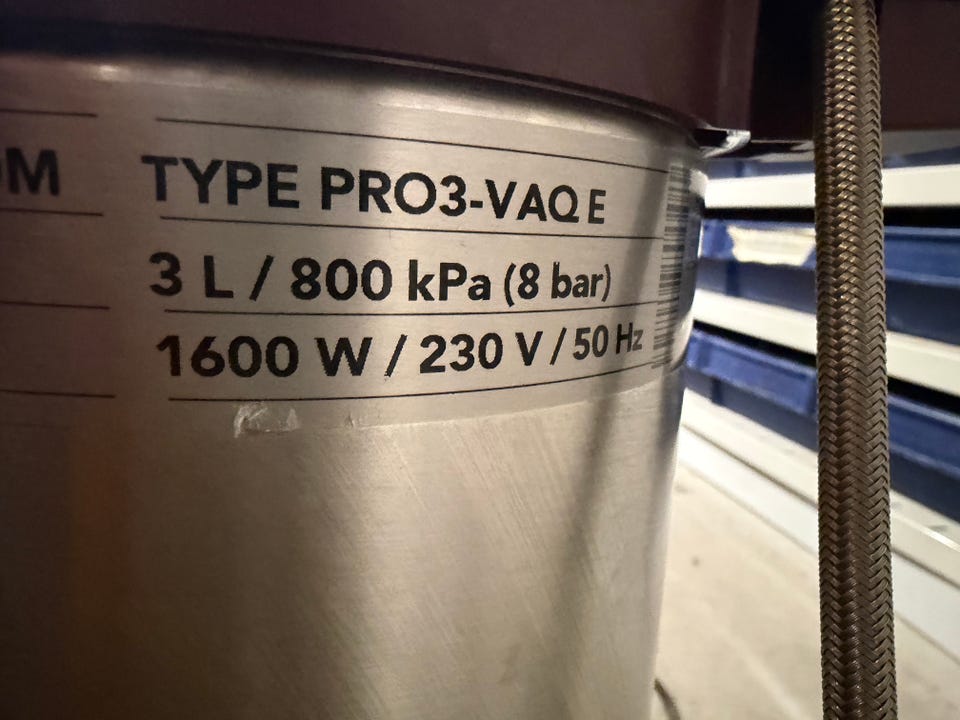 TYPE PRO3-VAQ E
3 L / 800 kPa (8 bar)
1600 W / 230 V / 50 Hz